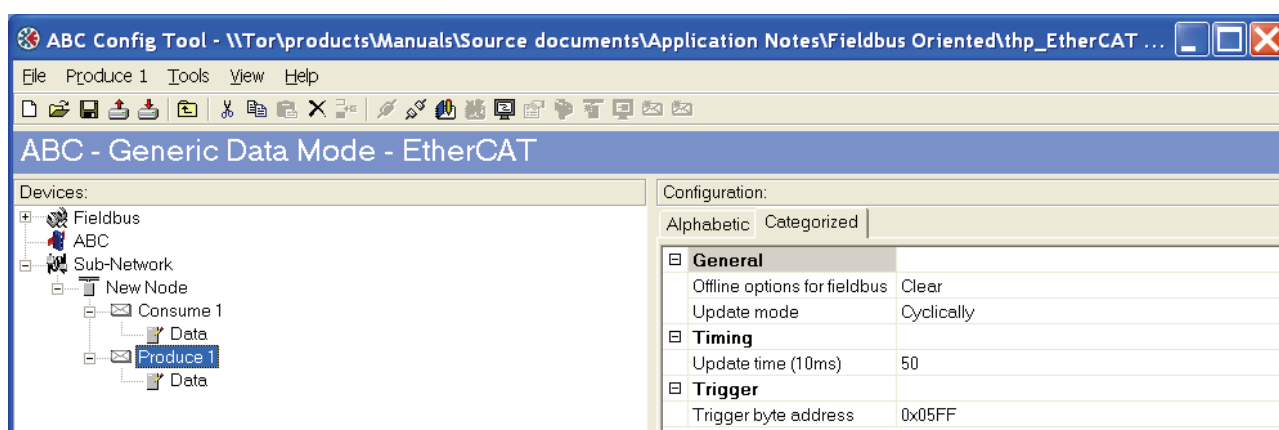 ABC Config Tool - \\Tor\products\Manuals\Source documents\Application Notes\Fieldbus Oriented\thp_EtherCAT ...
File Produce 1 Tools View Help
ABC - Generic Data Mode - EtherCAT
Devices:
Fieldbus
ABC
Sub-Network
New Node
Consume 1
Data
Produce 1
Data
Configuration:
Alphabetic Categorized
General
Offline options for fieldbus Clear
Update mode Cyclically
Timing
Update time (10ms) 50
Trigger
Trigger byte address 0x05FF